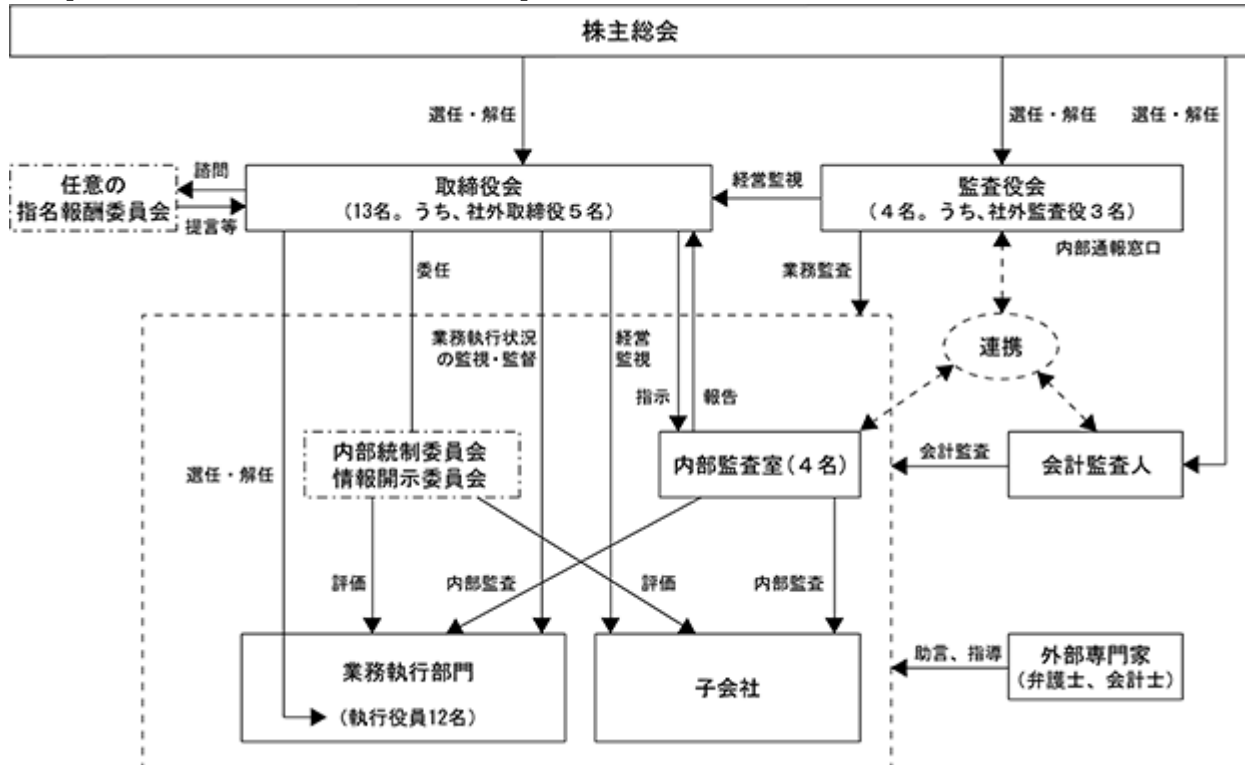 株主総会
選任・解任
選任・解任
選任・解任
任意の
指名報酬委員会
諮問
提言等
取締役会
(13名。うち、社外取締役5名)
経営監視
監査役会
(4名。うち、社外監査役3名)
内部通報窓口
委任
業務監査
業務執行状況
の監視・監督
経営
監視
連携
指示
報告
選任・解任
内部統制委員会
情報開示委員会
内部監査室(4名)
会計監査
会計監査人
評価
内部監査
評価
内部監査
業務執行部門
(執行役員12名)
子会社
助言、指導
外部専門家
(弁護士、会計士)